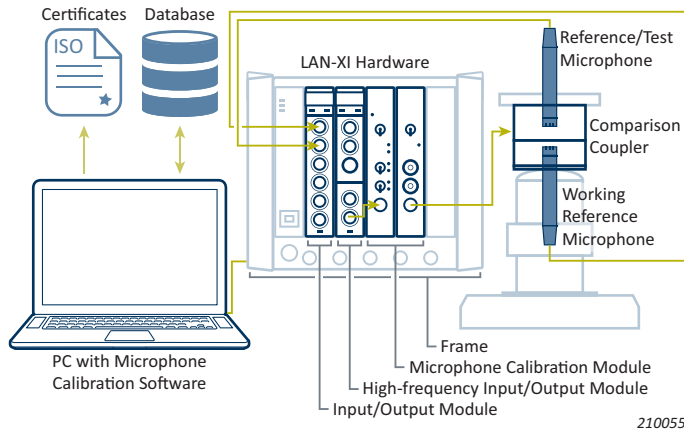 Certificates
Database
ISO
LAN-XI Hardware
Reference/Test
Microphone
Comparison
Coupler
Working
Reference
Microphone
PC with Microphone
Calibration Software
Frame
Microphone Calibration Module
High-frequency Input/Output Module
Input/Output Module
210055